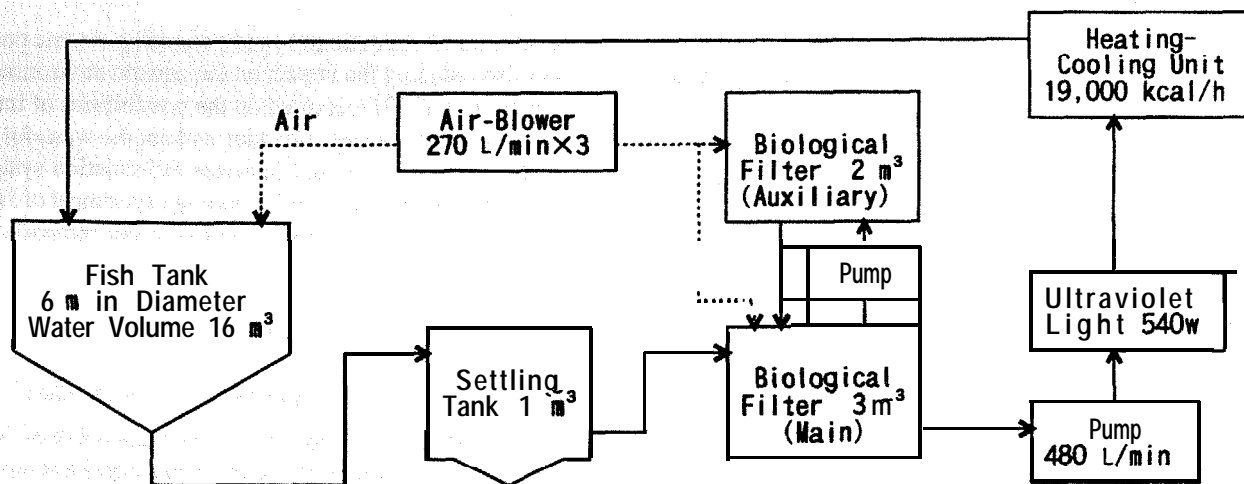 Heating-
Cooling Unit
19,000 kcal/h
Air
Air-Blower
270 L/min×3
Biological
Filter 2 m³
(Auxiliary)
Fish Tank
6 m in Diameter
Water Volume 16 m³
Pump
Ultraviolet
Light 540w
Settling
Tank 1 m³
Biological
Filter 3m³
(Main)
Pump
480 L/min